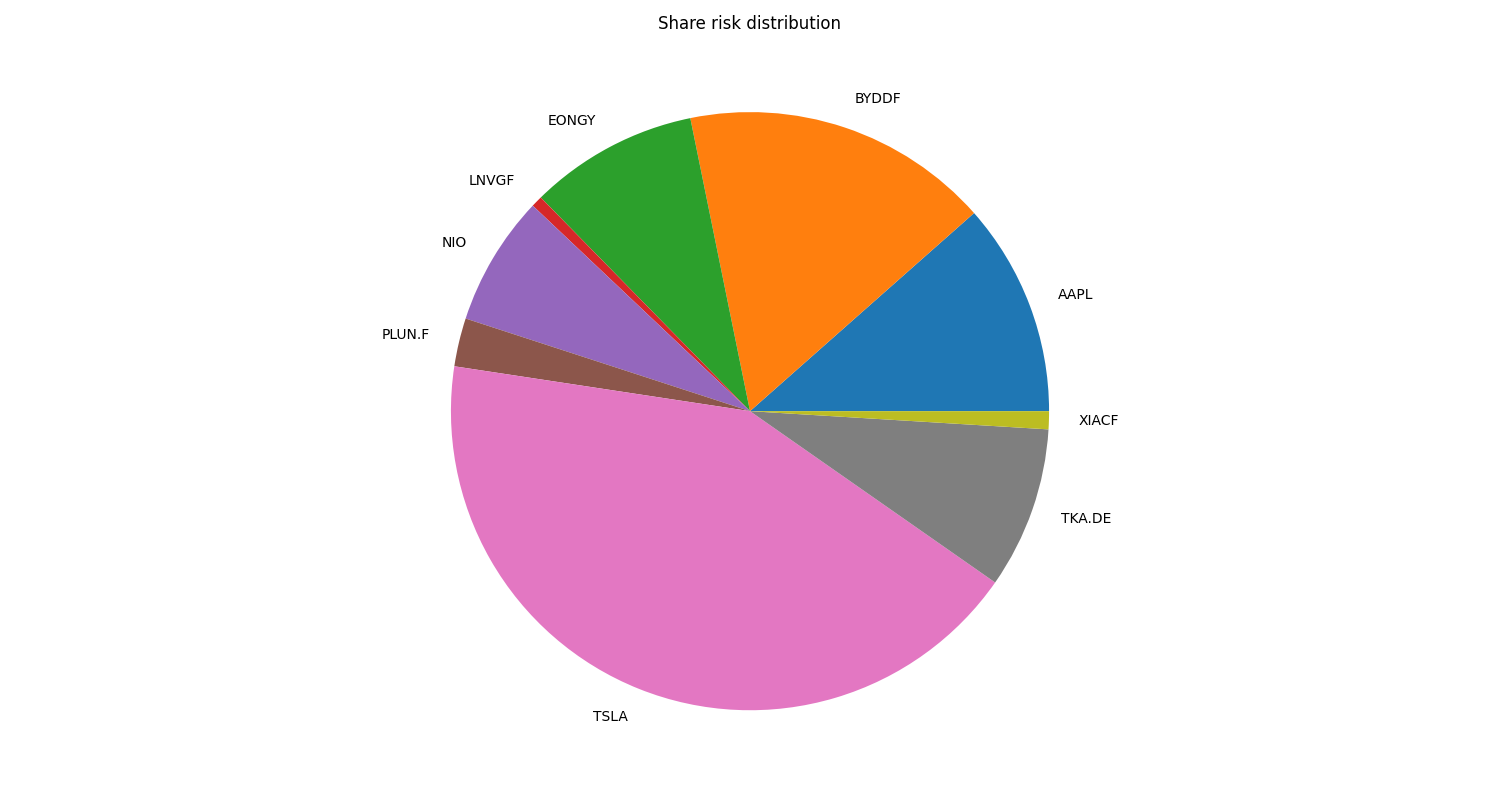 Share risk distribution
BYDDF
EONGY
LNVGF
NIO
AAPL
PLUN.F
XIACF
TKA.DE
TSLA